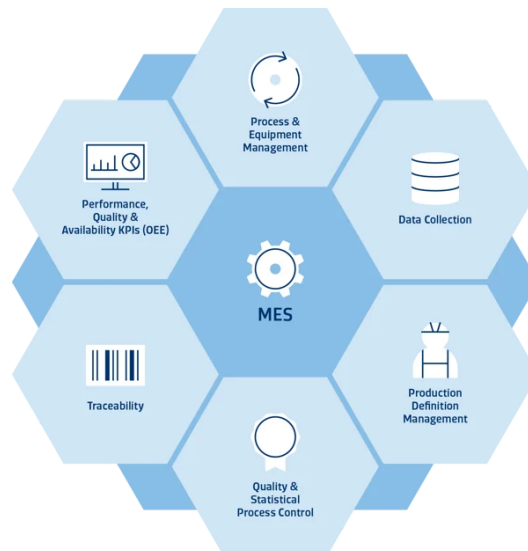 Process &
Equipment
Management
Performance,
Quality &
Availability KPIs (OEE)
Data Collection
MES
Traceability
Production
Definition
Management
Quality &
Statistical
Process Control